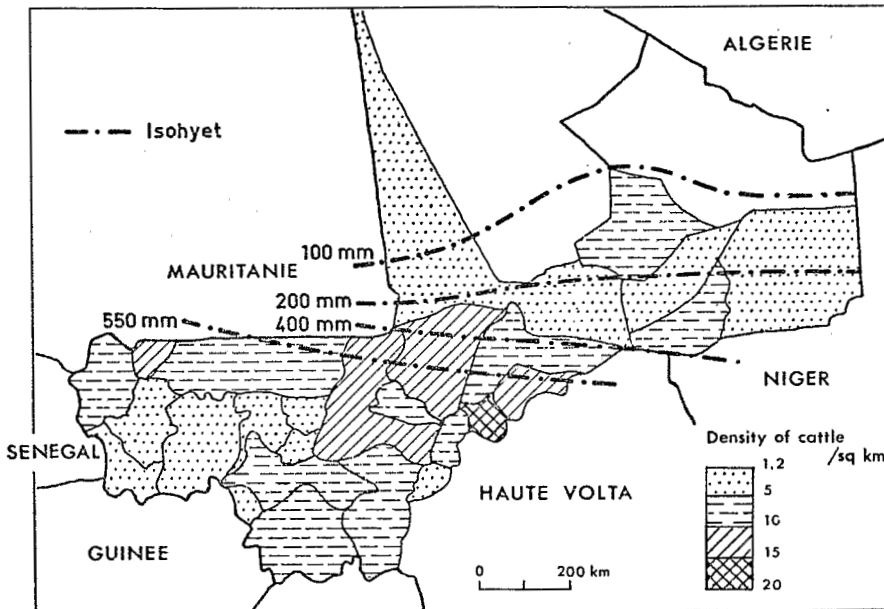 ALGERIE
Isohyet
100 mm
MAURITANIE
200 mm
550 mm
400 mm
NIGER
SENEGAL
Density of cattle
/sq km
1,2
5
10
15
20
HAUTE VOLTA
GUINEE
0 200 km